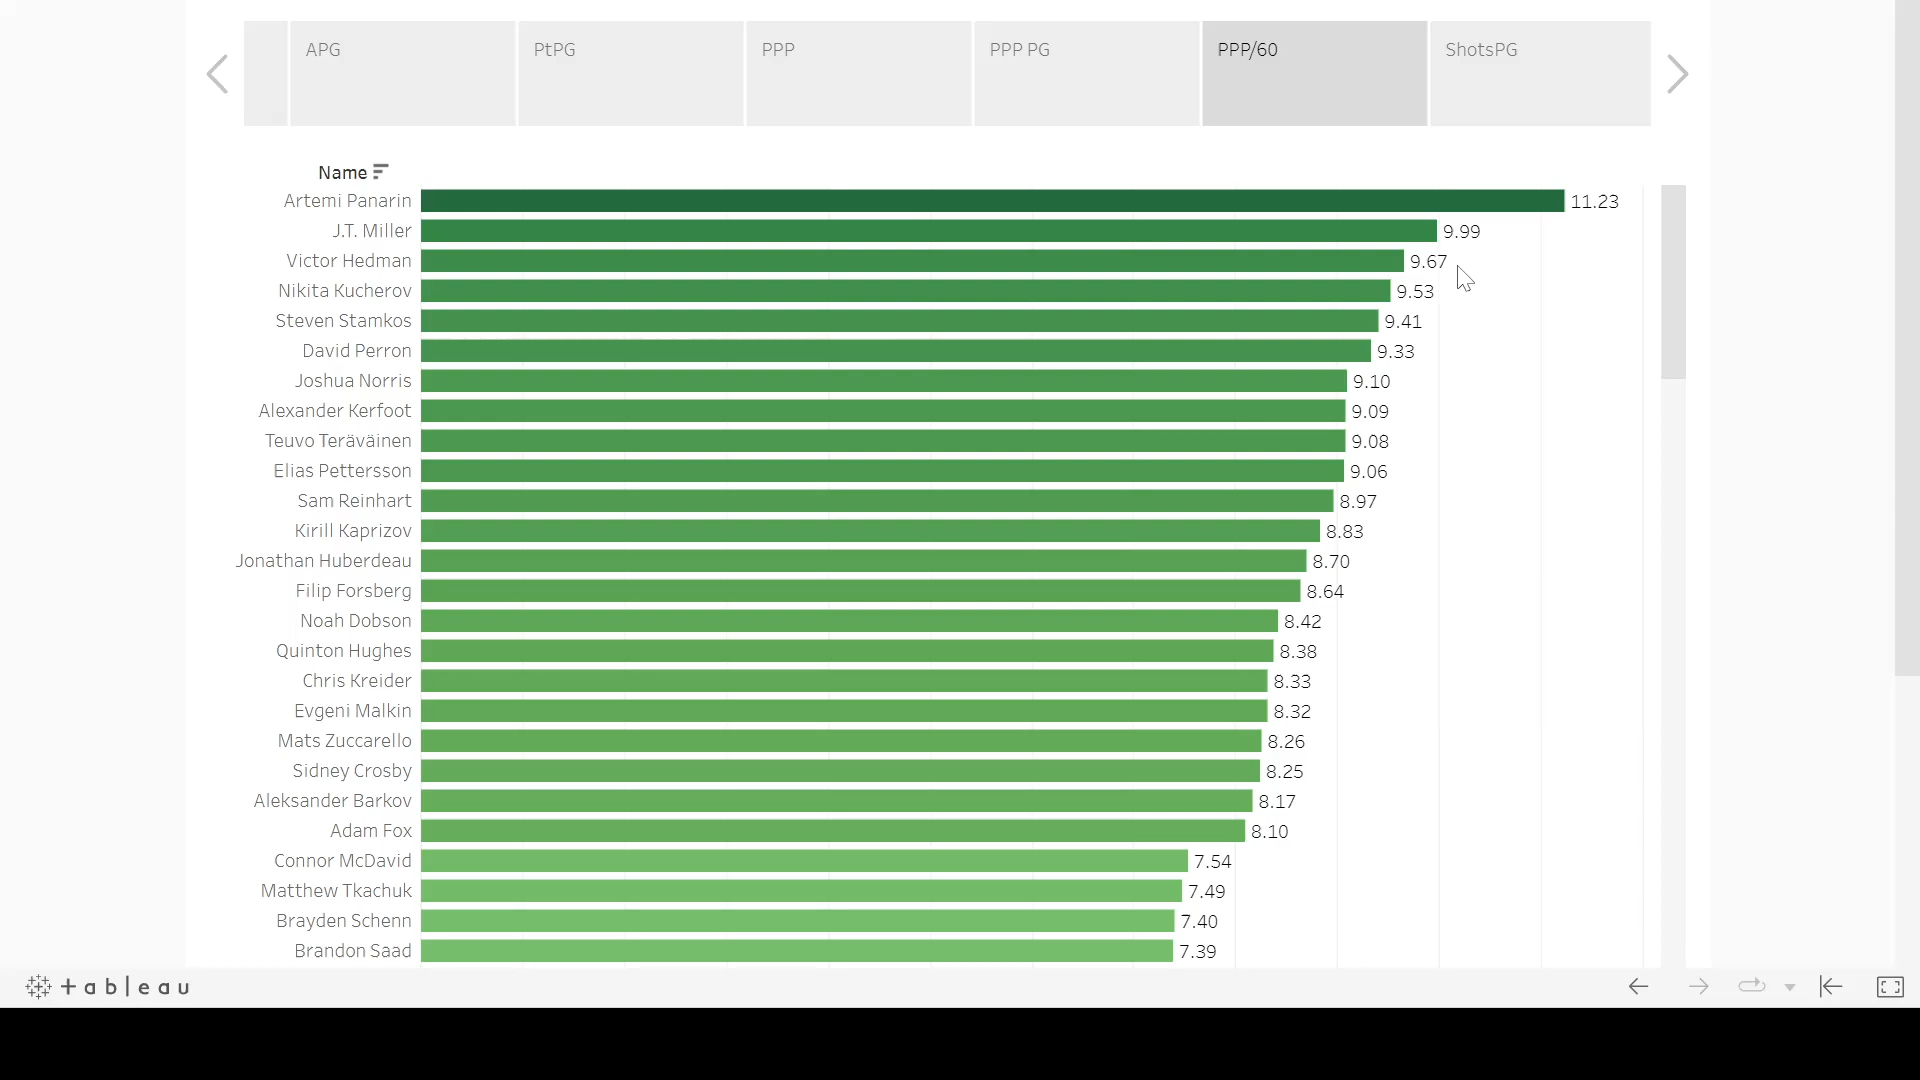 APG PtPG PPP PPP PG PPP/60 ShotsPG
Name
Artemi Panarin 11.23
J.T. Miller 9.99
Victor Hedman 9.67
Nikita Kucherov 9.53
Steven Stamkos 9.41
David Perron 9.33
Joshua Norris 9.10
Alexander Kerfoot 9.09
Teuvo Teräväinen 9.08
Elias Pettersson 9.06
Sam Reinhart 8.97
Kirill Kaprizov 8.83
Jonathan Huberdeau 8.70
Filip Forsberg 8.64
Noah Dobson 8.42
Quinton Hughes 8.38
Chris Kreider 8.33
Evgeni Malkin 8.32
Mats Zuccarello 8.26
Sidney Crosby 8.25
Aleksander Barkov 8.17
Adam Fox 8.10
Connor McDavid 7.54
Matthew Tkachuk 7.49
Brayden Schenn 7.40
Brandon Saad 7.39
+ableau